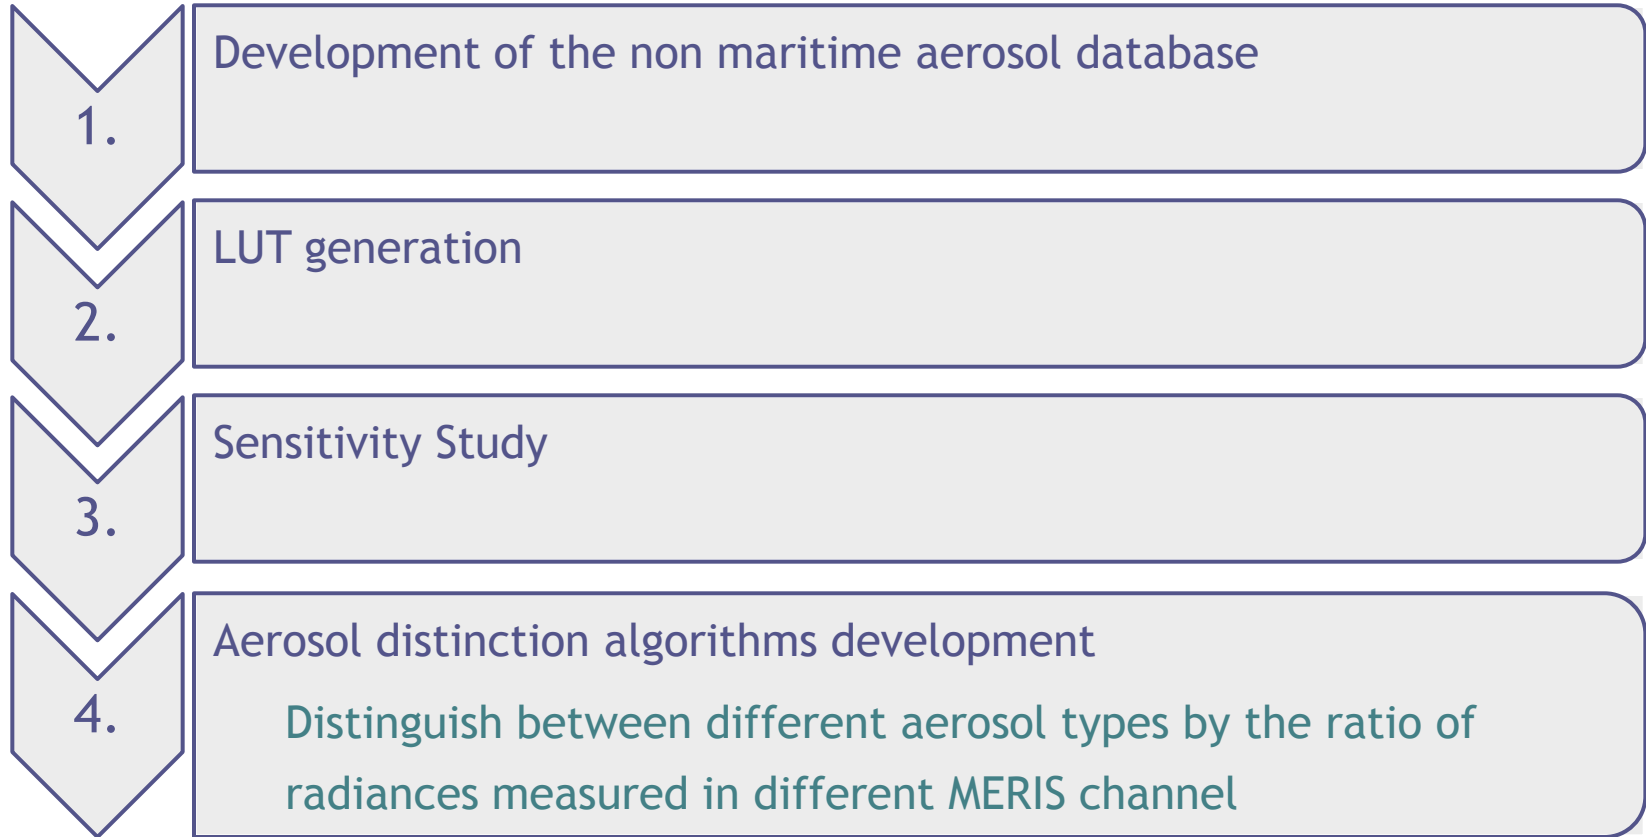 1.
Development of the non maritime aerosol database
2.
LUT generation
3.
Sensitivity Study
4.
Aerosol distinction algorithms development
Distinguish between different aerosol types by the ratio of
radiances measured in different MERIS channel